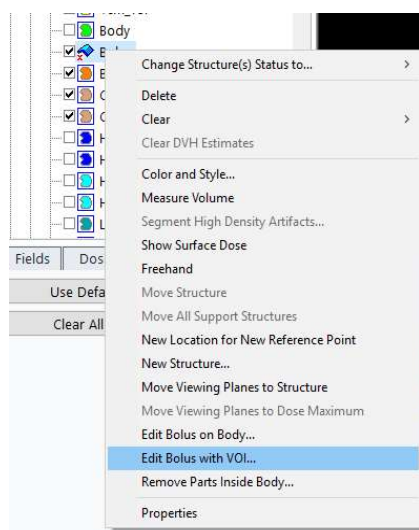 Body
Change Structure(s) Status to...
Delete
Clear
Clear DVH Estimates
Color and Style...
Measure Volume
Segment High Density Artifacts...
Show Surface Dose
Freehand
Move Structure
Move All Support Structures
New Location for New Reference Point
New Structure...
Move Viewing Planes to Structure
Move Viewing Planes to Dose Maximum
Edit Bolus on Body...
Edit Bolus with VOI...
Remove Parts Inside Body...
Properties
Fields Dos
Use Defa
Clear All